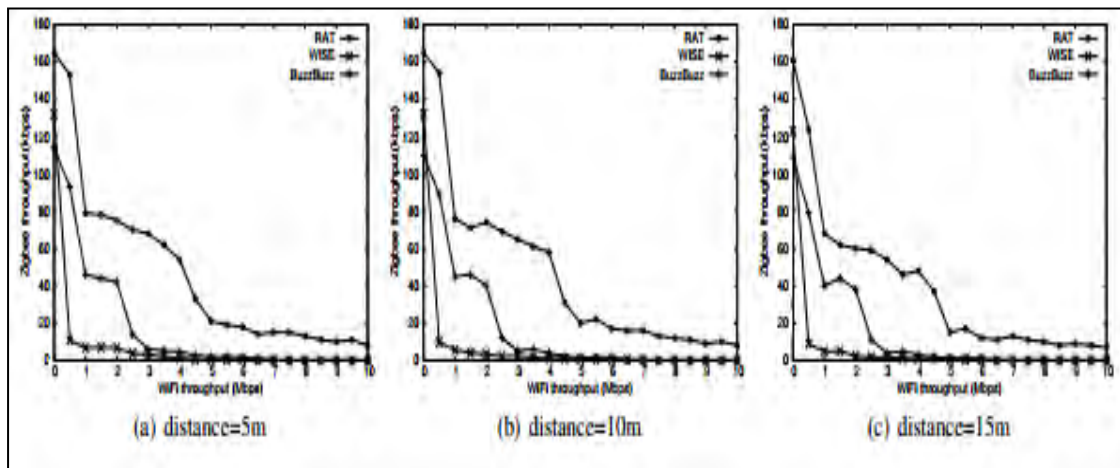 180
160
140
120
100
80
60
40
20
0
Zigbee throughput (kbps)
RAT
WISE
BuzzBuzz
0 1 2 3 4 5 6 7 8 9 10
WiFi throughput (Mbps)
(a) distance=5m
180
160
140
120
100
80
60
40
20
0
Zigbee throughput (kbps)
RAT
WISE
BuzzBuzz
0 1 2 3 4 5 6 7 8 9 10
WiFi throughput (Mbps)
(b) distance=10m
180
160
140
120
100
80
60
40
20
0
Zigbee throughput (kbps)
RAT
WISE
BuzzBuzz
0 1 2 3 4 5 6 7 8 9 10
WiFi throughput (Mbps)
(c) distance=15m